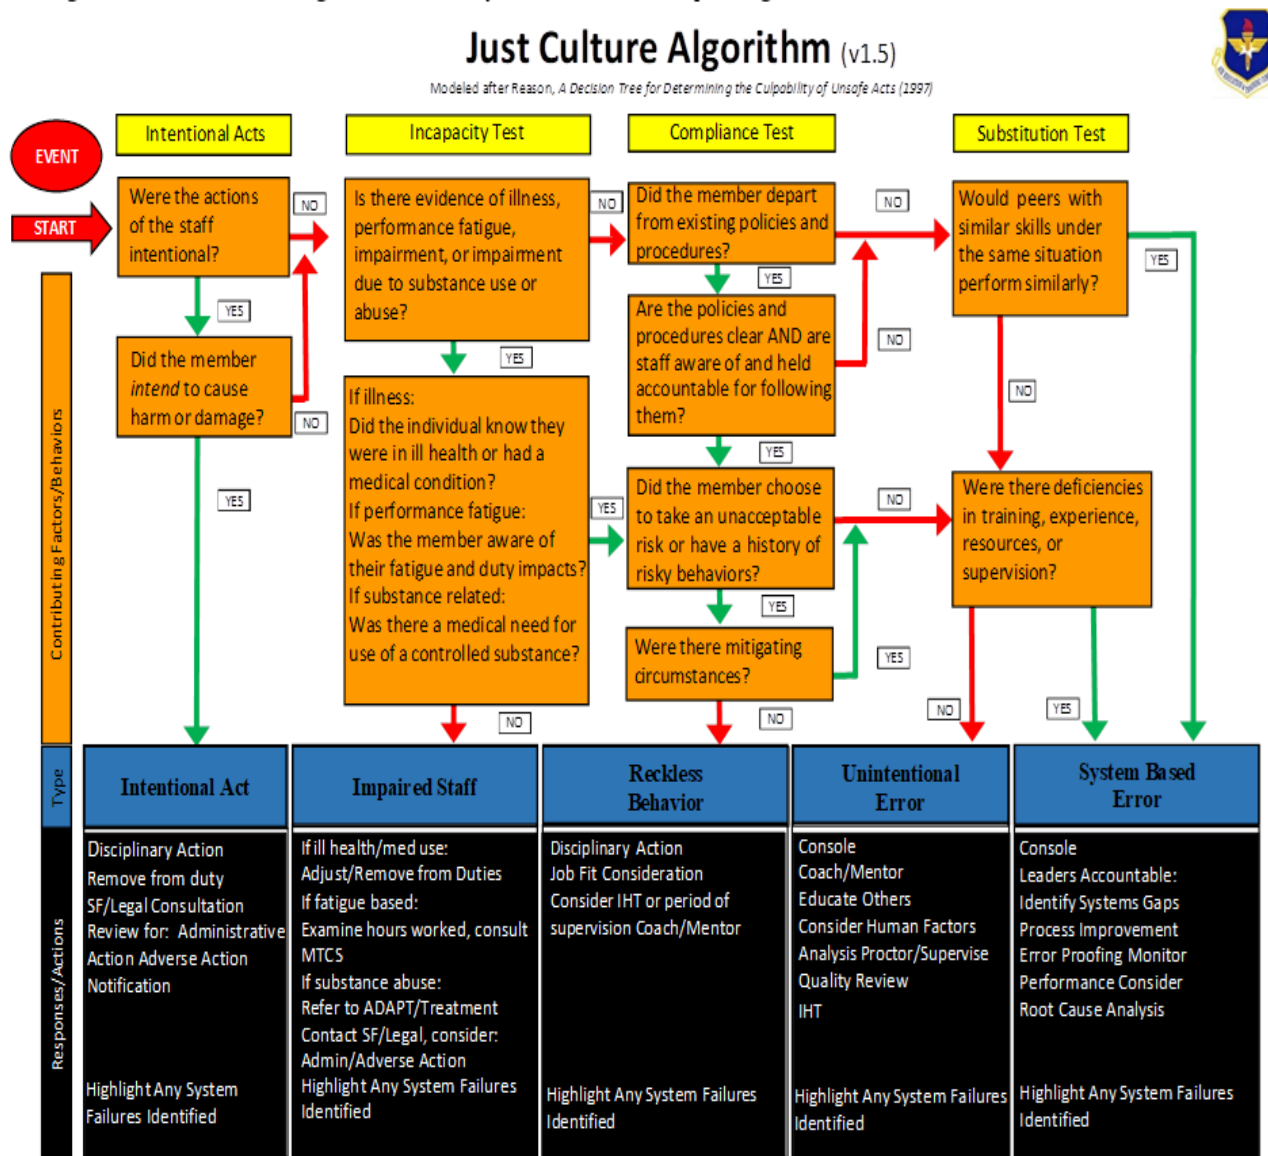 Just Culture Algorithm (v1.5)
Modeled after Reason, A Decision Tree for Determining the Culpability of Unsafe Acts (1997)
EVENT
START
Intentional Acts
Were the actions
of the staff
intentional?
NO
YES
Did the member
intend to cause
harm or damage?
NO
YES
Incapacity Test
Is there evidence of illness,
performance fatigue,
impairment, or impairment
due to substance use or
abuse?
NO
YES
If illness:
Did the individual know they
were in ill health or had a
medical condition?
If performance fatigue:
Was the member aware of
their fatigue and duty impacts?
If substance related:
Was there a medical need for
use of a controlled substance?
YES
NO
Compliance Test
Did the member depart
from existing policies and
procedures?
NO
YES
Are the policies and
procedures clear AND are
staff aware of and held
accountable for following
them?
NO
YES
Did the member choose
to take an unacceptable
risk or have a history of
risky behaviors?
NO
YES
Were there mitigating
circumstances?
YES
NO
Substitution Test
Would peers with
similar skills under
the same situation
perform similarly?
YES
NO
Were there deficiencies
in training, experience,
resources, or
supervision?
NO
YES
Contributing Factors/Behaviors
Type
Responses/Actions
Intentional Act
Disciplinary Action
Remove from duty
SF/Legal Consultation
Review for: Administrative
Action Adverse Action
Notification
Highlight Any System
Failures Identified
Impaired Staff
If ill health/med use:
Adjust/Remove from Duties
If fatigue based:
Examine hours worked, consult
MTCS
If substance abuse:
Refer to ADAPT/Treatment
Contact SF/Legal, consider:
Admin/Adverse Action
Highlight Any System Failures
Identified
Reckless
Behavior
Disciplinary Action
Job Fit Consideration
Consider IHT or period of
supervision Coach/Mentor
Highlight Any System Failures
Identified
Unintentional
Error
Console
Coach/Mentor
Educate Others
Consider Human Factors
Analysis Proctor/Supervise
Quality Review
IHT
Highlight Any System Failures
Identified
System Based
Error
Console
Leaders Accountable:
Identify Systems Gaps
Process Improvement
Error Proofing Monitor
Performance Consider
Root Cause Analysis
Highlight Any System Failures
Identified